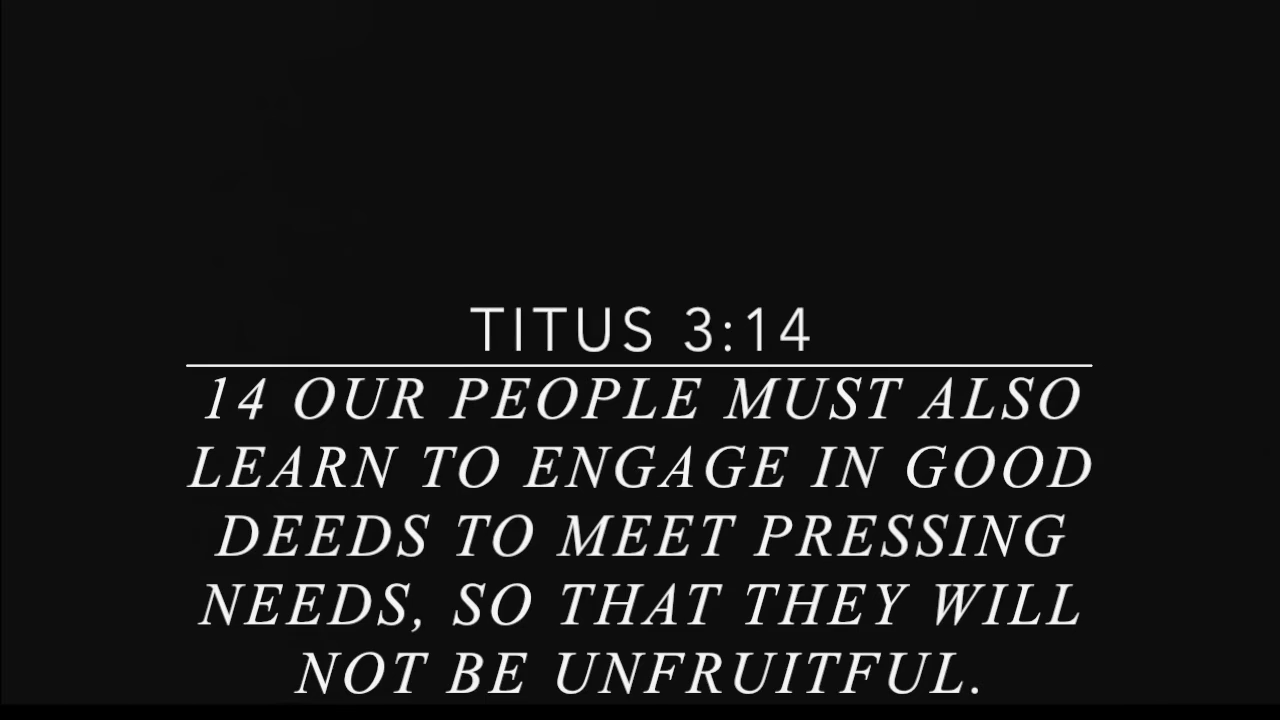 TITUS 3:14
14 OUR PEOPLE MUST ALSO
LEARN TO ENGAGE IN GOOD
DEEDS TO MEET PRESSING
NEEDS, SO THAT THEY WILL
NOT BE UNFRUITFUL.